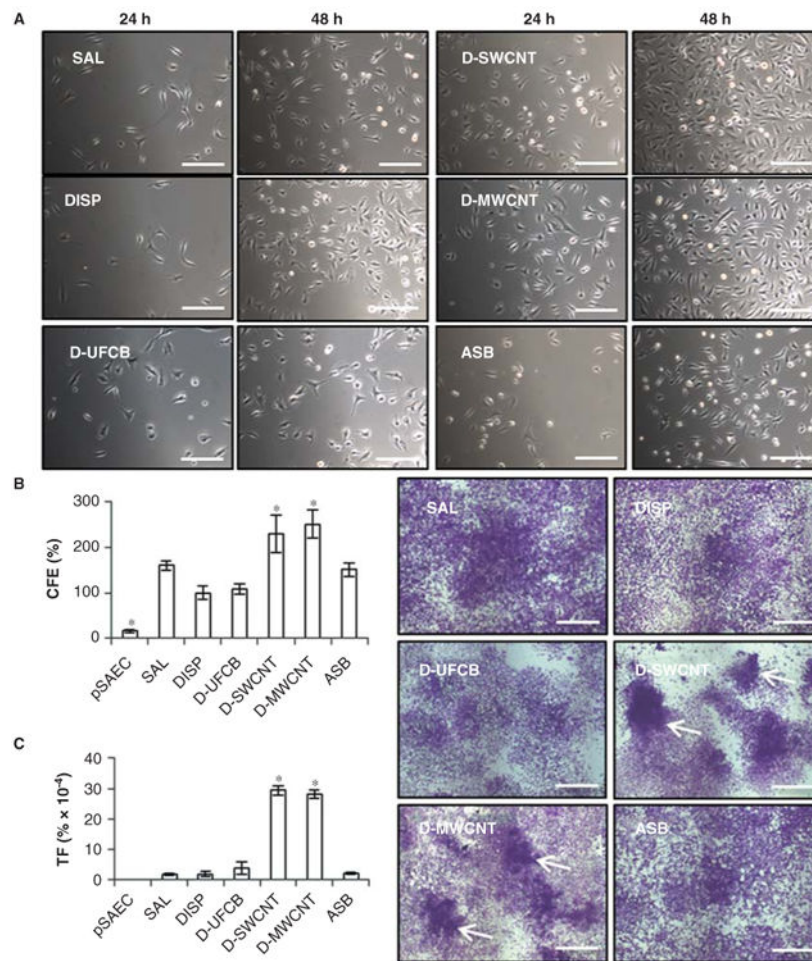 A
24 h
48 h
24 h
48 h
SAL
D-SWCNT
DISP
D-MWCNT
D-UFCB
ASB
B
CFE (%)
300
200
100
0
pSAEC
SAL
DISP
D-UFCB
D-SWCNT
D-MWCNT
ASB
*
*
*
SAL
DISP
D-UFCB
D-SWCNT
D-MWCNT
ASB
C
TF (% × 10⁻⁴)
40
30
20
10
0
pSAEC
SAL
DISP
D-UFCB
D-SWCNT
D-MWCNT
ASB
*
*